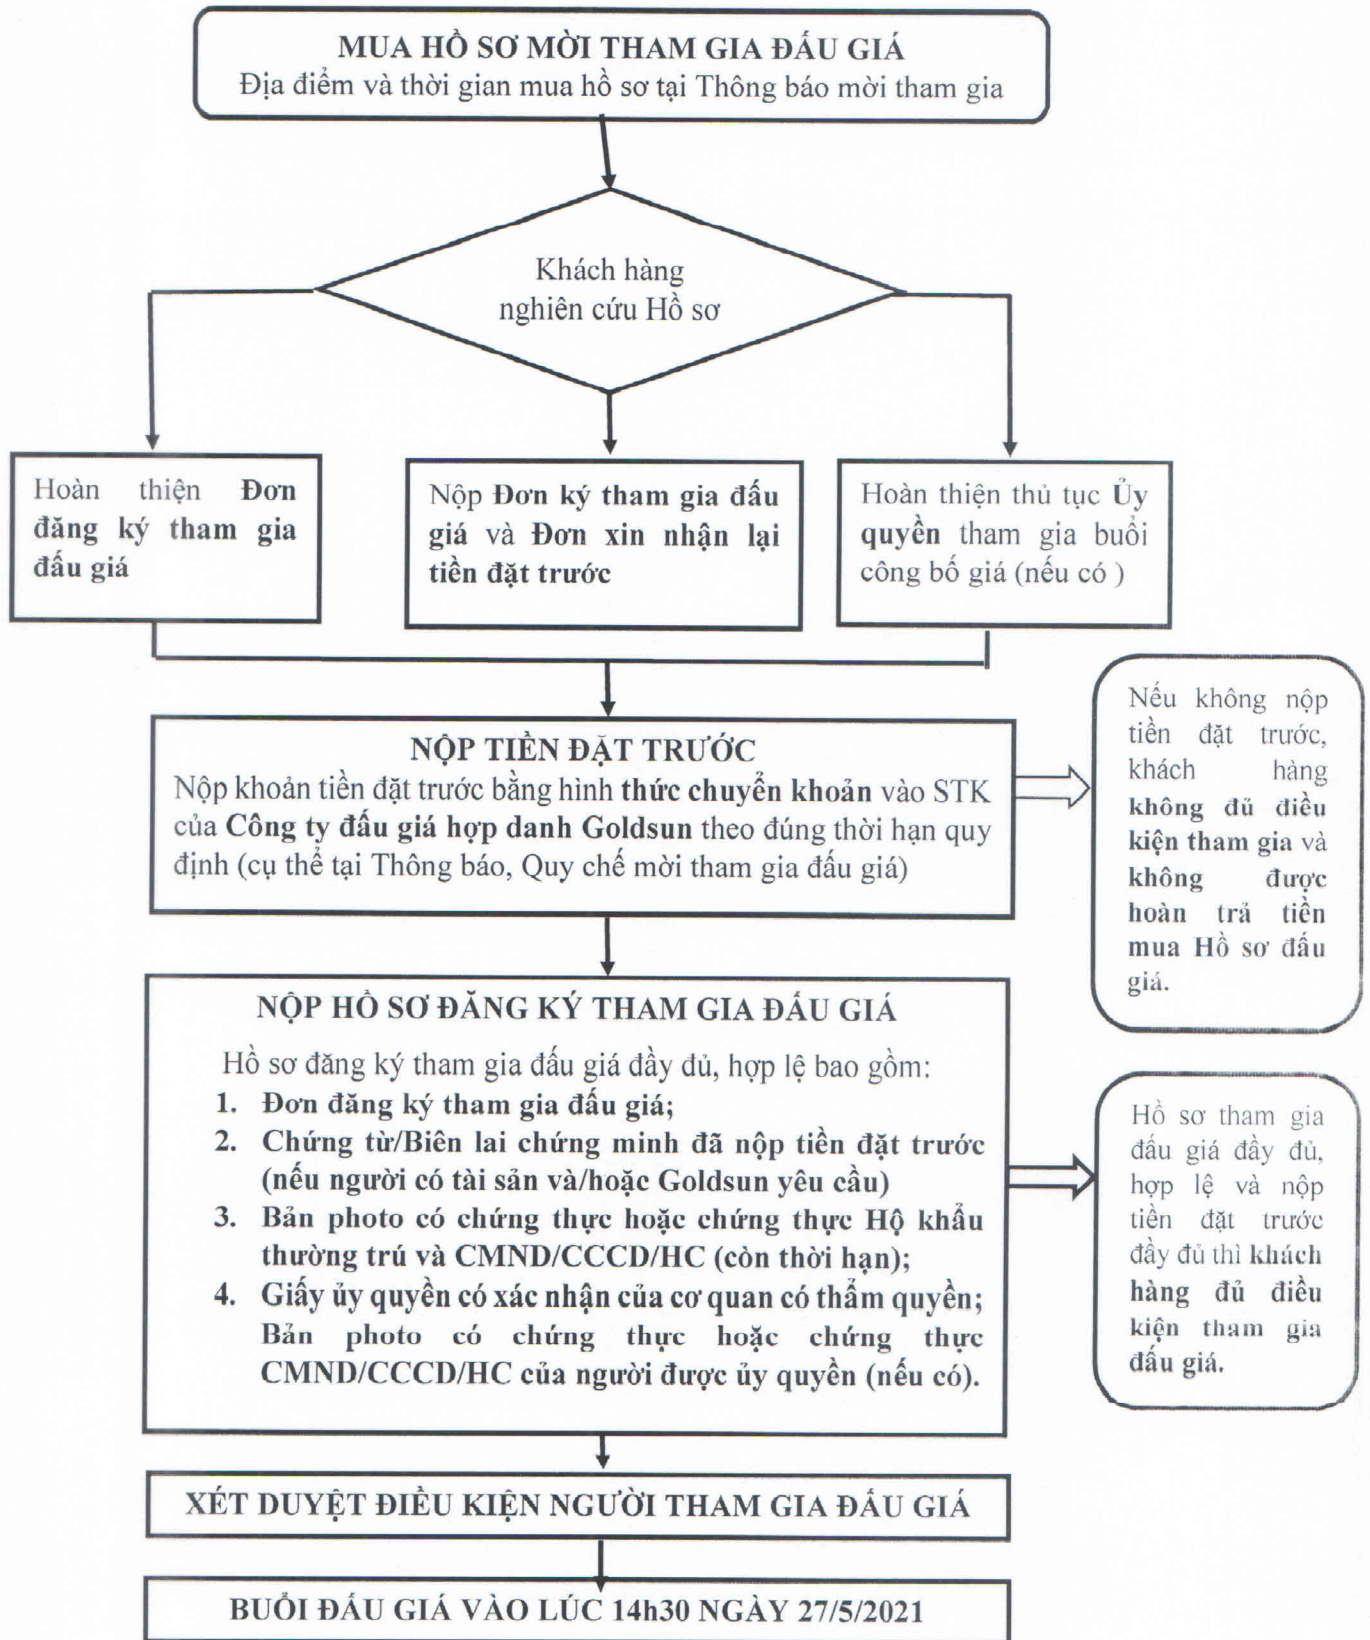 MUA HỒ SƠ MỜI THAM GIA ĐẤU GIÁ
Địa điểm và thời gian mua hồ sơ tại Thông báo mời tham gia
Khách hàng
nghiên cứu Hồ sơ
Hoàn thiện Đơn
đăng ký tham gia
đấu giá
Nộp Đơn ký tham gia đấu
giá và Đơn xin nhận lại
tiền đặt trước
Hoàn thiện thủ tục Ủy
quyền tham gia buổi
công bố giá (nếu có )
NỘP TIỀN ĐẶT TRƯỚC
Nộp khoản tiền đặt trước bằng hình thức chuyển khoản vào STK
của Công ty đấu giá hợp danh Goldsun theo đúng thời hạn quy
định (cụ thể tại Thông báo, Quy chế mời tham gia đấu giá)
Nếu không nộp
tiền đặt trước,
khách hàng
không đủ điều
kiện tham gia và
không được
hoàn trả tiền
mua Hồ sơ đấu
giá.
NỘP HỒ SƠ ĐĂNG KÝ THAM GIA ĐẤU GIÁ
Hồ sơ đăng ký tham gia đấu giá đầy đủ, hợp lệ bao gồm:
1. Đơn đăng ký tham gia đấu giá;
2. Chứng từ/Biên lai chứng minh đã nộp tiền đặt trước
(nếu người có tài sản và/hoặc Goldsun yêu cầu)
3. Bản photo có chứng thực hoặc chứng thực Hộ khẩu
thường trú và CMND/CCCD/HC (còn thời hạn);
4. Giấy ủy quyền có xác nhận của cơ quan có thẩm quyền;
Bản photo có chứng thực hoặc chứng thực
CMND/CCCD/HC của người được ủy quyền (nếu có).
Hồ sơ tham gia
đấu giá đầy đủ,
hợp lệ và nộp
tiền đặt trước
đầy đủ thì khách
hàng đủ điều
kiện tham gia
đấu giá.
XÉT DUYỆT ĐIỀU KIỆN NGƯỜI THAM GIA ĐẤU GIÁ
BUỔI ĐẤU GIÁ VÀO LÚC 14h30 NGÀY 27/5/2021